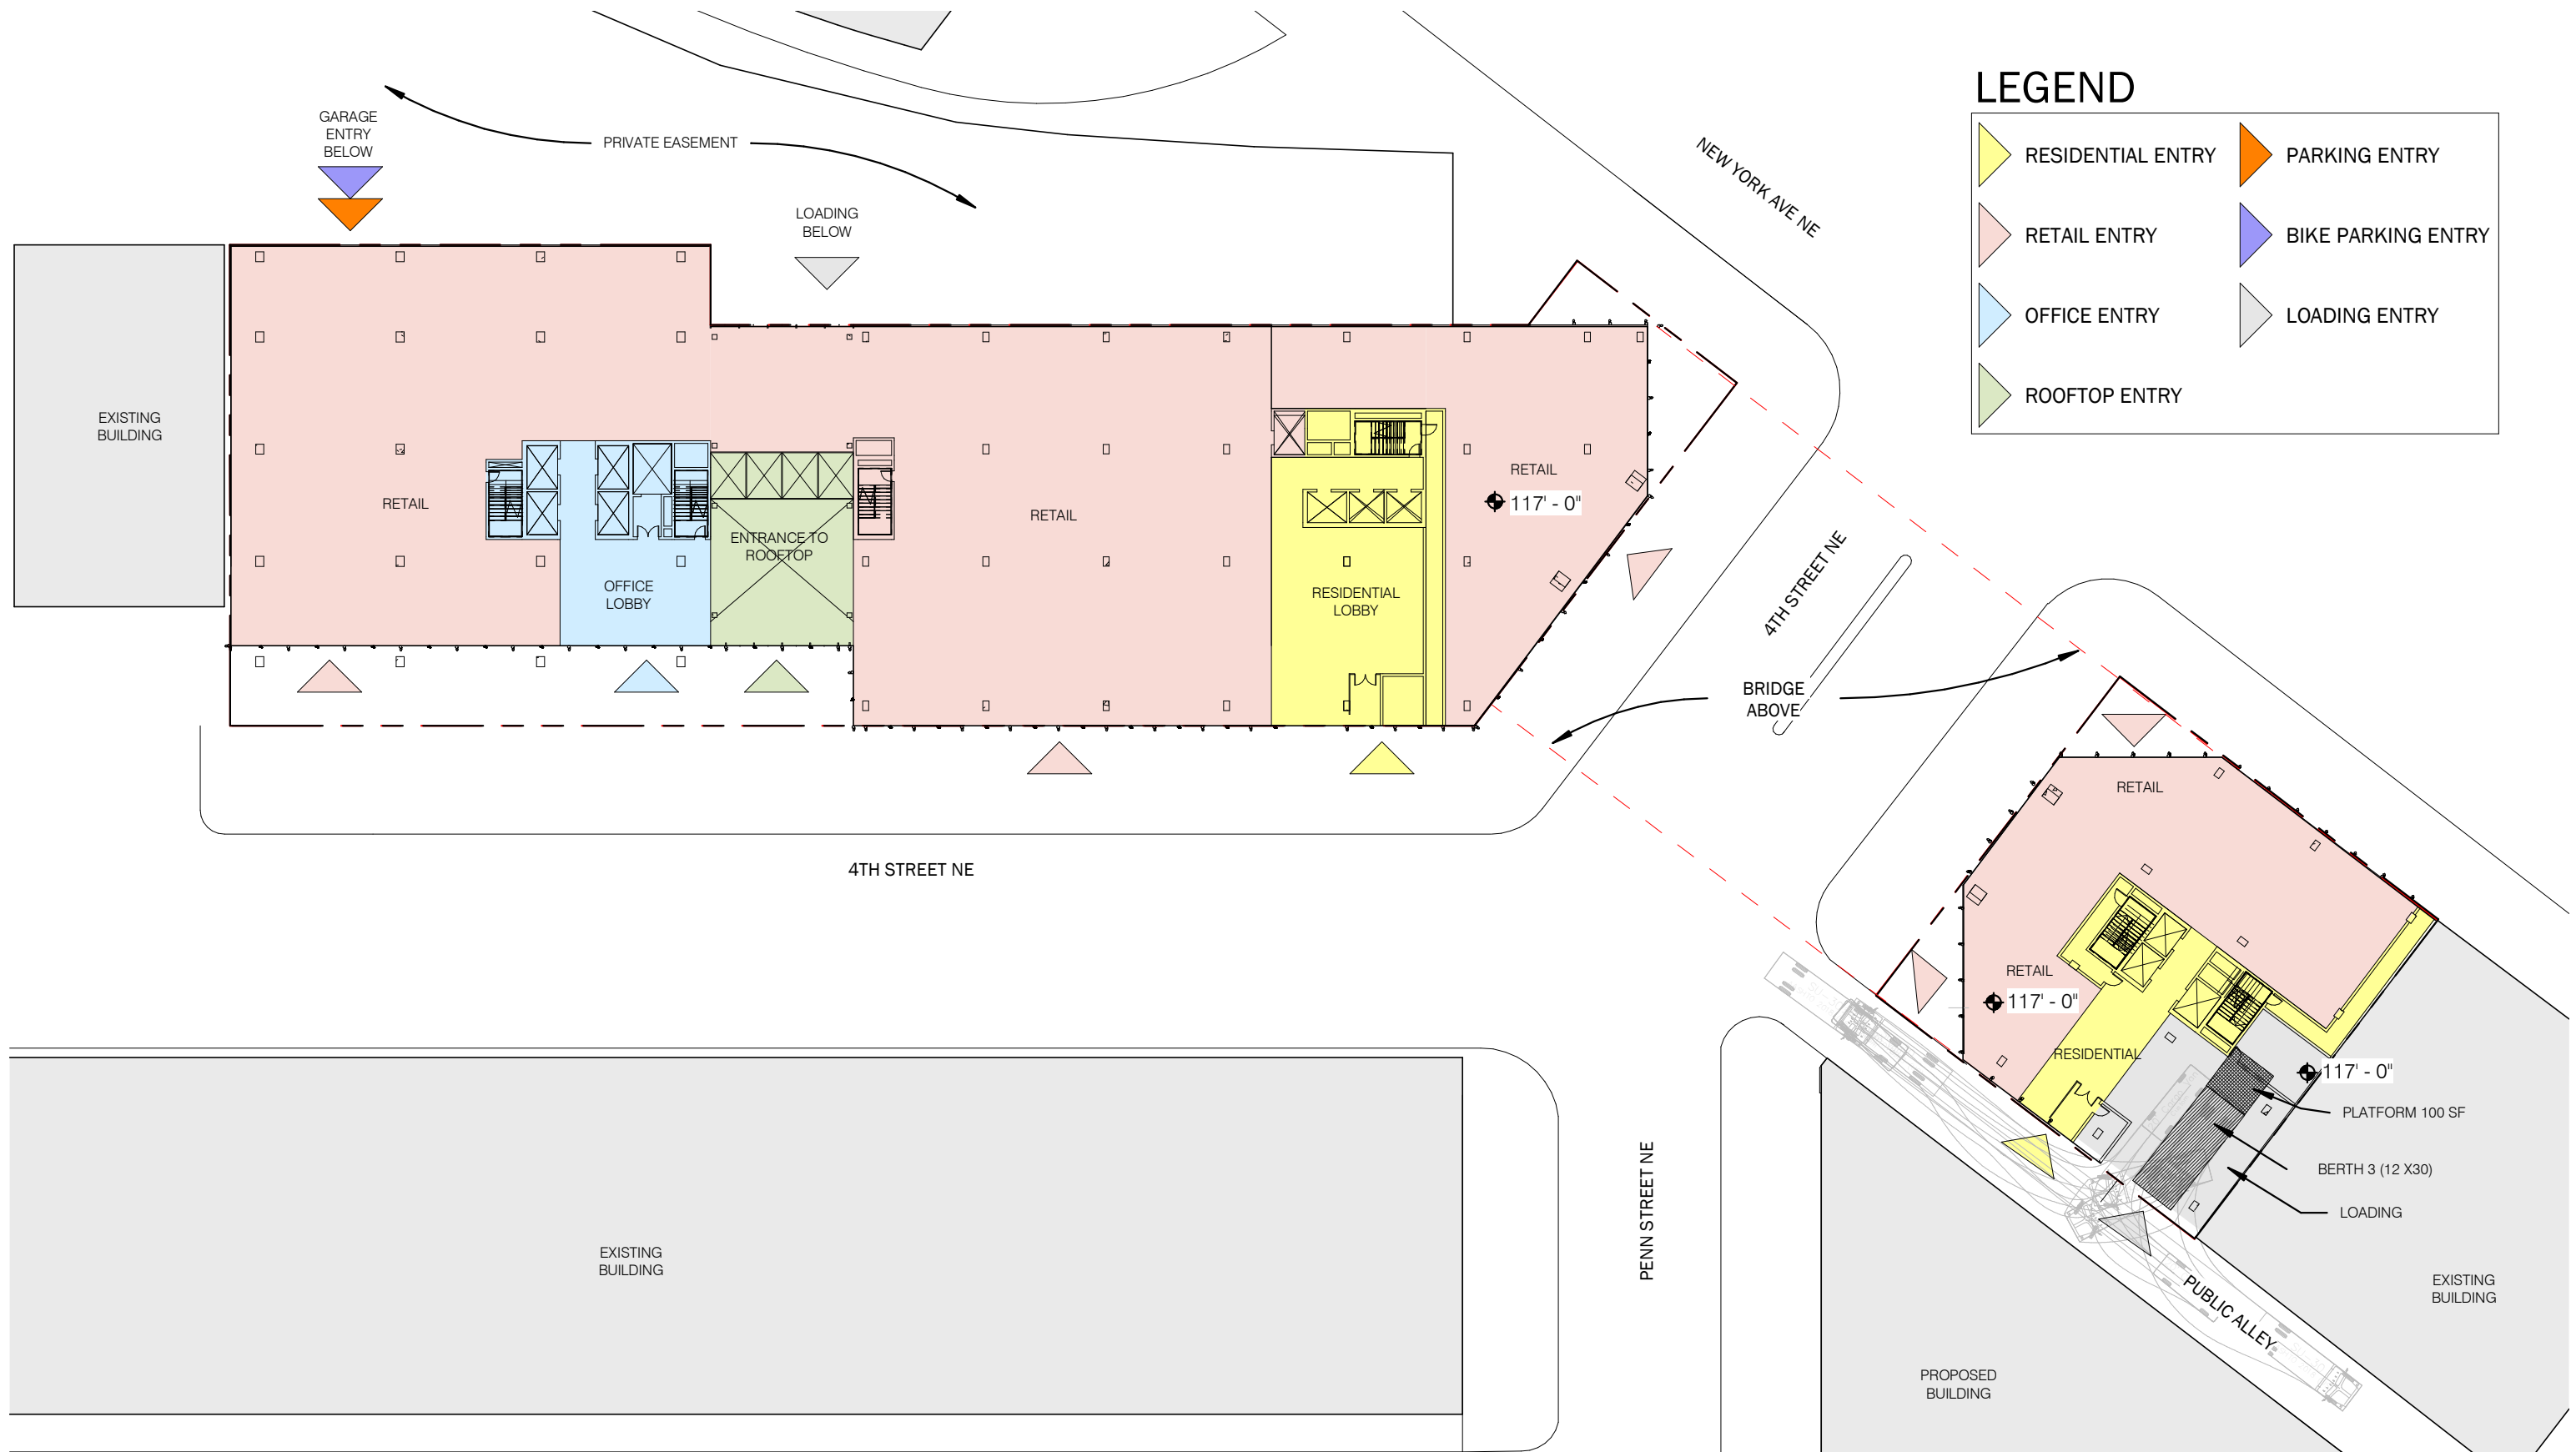 LEGEND
RESIDENTIAL ENTRY
PARKING ENTRY
RETAIL ENTRY
BIKE PARKING ENTRY
OFFICE ENTRY
LOADING ENTRY
ROOFTOP ENTRY
GARAGE
ENTRY
BELOW
PRIVATE EASEMENT
LOADING
BELOW
NEW YORK AVE NE
EXISTING
BUILDING
RETAIL
OFFICE
LOBBY
ENTRANCE TO
ROOFTOP
RETAIL
RESIDENTIAL
LOBBY
RETAIL
117' - 0"
4TH STREET NE
BRIDGE
ABOVE
4TH STREET NE
RETAIL
RETAIL
117' - 0"
RESIDENTIAL
117' - 0"
PLATFORM 100 SF
BERTH 3 (12 X30)
LOADING
PENN STREET NE
EXISTING
BUILDING
PUBLIC ALLEY
EXISTING
BUILDING
PROPOSED
BUILDING